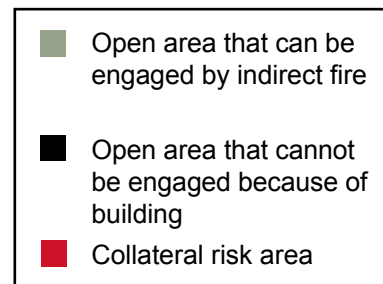 Open area that can be
engaged by indirect fire
Open area that cannot
be engaged because of
building
Collateral risk area